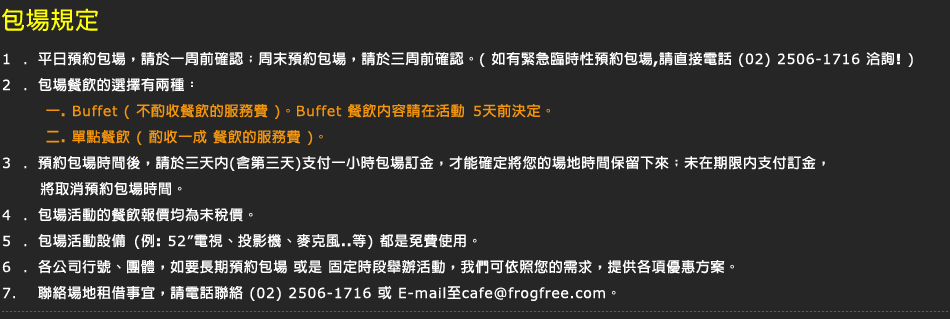 包場規定
1 . 平日預約包場，請於一周前確認；周末預約包場，請於三周前確認。( 如有緊急臨時性預約包場,請直接電話 (02) 2506-1716 洽詢! )
2 . 包場餐飲的選擇有兩種：
一. Buffet ( 不酌收餐飲的服務費 )。Buffet 餐飲內容請在活動 5天前決定。
二. 單點餐飲 ( 酌收一成 餐飲的服務費 )。
3 . 預約包場時間後，請於三天內(含第三天)支付一小時包場訂金，才能確定將您的場地時間保留下來；未在期限內支付訂金，
將取消預約包場時間。
4 . 包場活動的餐飲報價均為未稅價。
5 . 包場活動設備 (例: 52”電視、投影機、麥克風..等) 都是免費使用。
6 . 各公司行號、團體，如要長期預約包場 或是 固定時段舉辦活動，我們可依照您的需求，提供各項優惠方案。
7. 聯絡場地租借事宜，請電話聯絡 (02) 2506-1716 或 E-mail至cafe@frogfree.com。